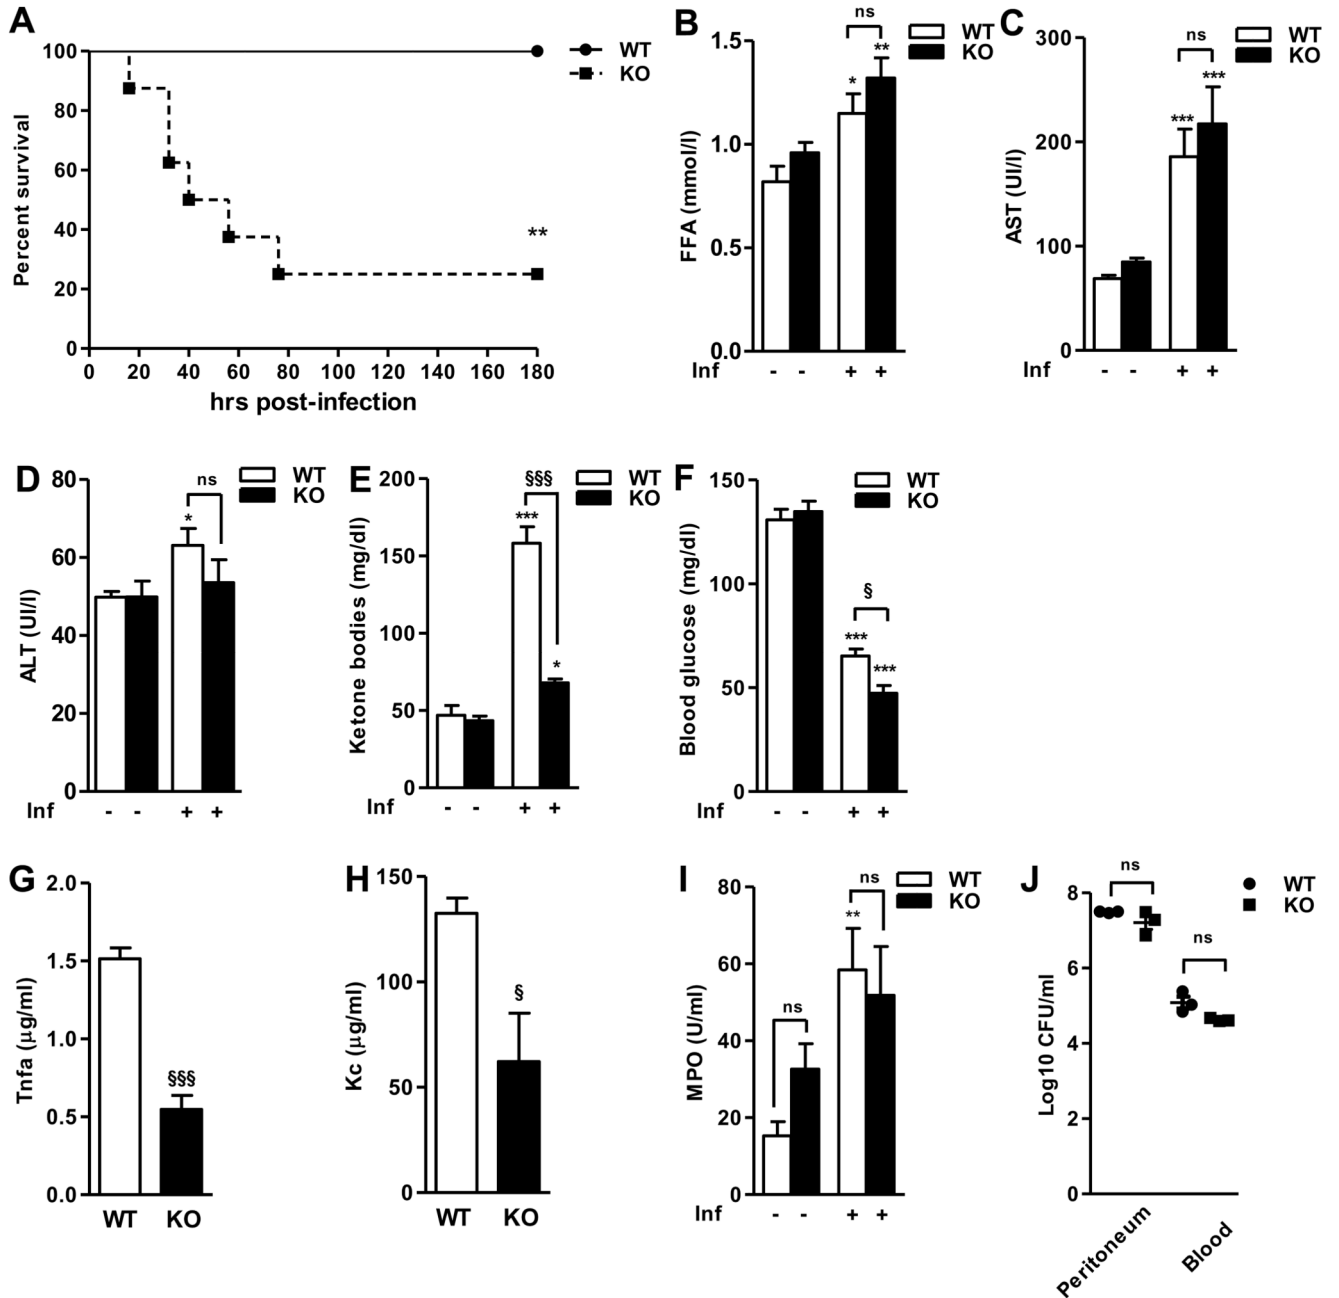 A
100
80
60
40
20
0
Percent survival
**
0 20 40 60 80 100 120 140 160 180
hrs post-infection
WT
KO
B
1.5
1.0
0.5
0.0
FFA (mmol/l)
ns
*
**
WT
KO
Inf - - + +
C
300
200
100
0
AST (UI/l)
ns
***
***
WT
KO
Inf - - + +
D
80
60
40
20
0
ALT (UI/l)
ns
*
WT
KO
Inf - - + +
E
200
150
100
50
0
Ketone bodies (mg/dl)
§§§
***
*
WT
KO
Inf - - + +
F
150
100
50
0
Blood glucose (mg/dl)
§
***
***
WT
KO
- - + +
G
2.0
1.5
1.0
0.5
0.0
Tnfa (µg/ml)
§§§
WT KO
H
150
100
50
0
Kc (µg/ml)
§
WT KO
I
80
60
40
20
0
MPO (U/ml)
ns
ns
**
WT
KO
Inf - - + +
J
8
6
4
2
0
Log10 CFU/ml
ns
ns
WT
KO
Peritoneum
Blood